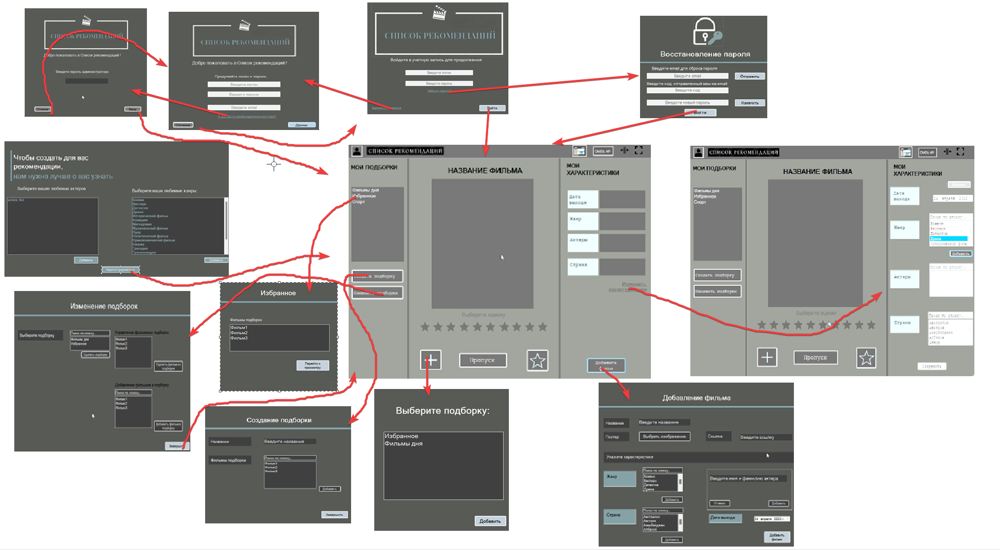 СПИСОК РЕКОМЕНДАЦИЙ
Добро пожаловать в Список рекомендаций !
Введите пароль администратора
Отмена
Ввод
СПИСОК РЕКОМЕНДАЦИЙ
Добро пожаловать в Список рекомендаций !
Придумайте логин и пароль
Введите логин
Введите пароль
Введите email
У вас есть права администратора?
Отмена
Далее
СПИСОК РЕКОМЕНДАЦИЙ
Войдите в учетную запись для продолжения
Введите логин
Введите пароль
Забыли пароль?
Зарегистрироваться
Войти
Восстановление пароля
Введите email для сброса пароля
Введите email
Отправить
Введите код, отправленный вам на email
Введите код
Введите новый пароль
Изменить
Войти
Чтобы создать для вас
рекомендации,
нам нужно лучше о вас узнать
Выберите ваших любимых актеров
Выберите ваши любимые жанры:
actors_list
Боевик
Вестерн
Детектив
Драма
Исторический фильм
Комедия
Мелодрама
Музыкальный фильм
Нуар
Политический фильм
Приключенческий фильм
Сказка
Трагедия
Трагикомедия
Добавить
Добавить
Зарегистрироваться
СПИСОК РЕКОМЕНДАЦИЙ
OMDb API
МОИ ПОДБОРКИ
Фильмы дня
Избранное
Спорт
Создать подборку
Изменить подборки
НАЗВАНИЕ ФИЛЬМА
Выберите оценку
Пропуск
МОИ
ХАРАКТЕРИСТИКИ
Дата
выхода
Жанр
Актеры
Страна
Изменить
характеристики
Добавить
фильм
СПИСОК РЕКОМЕНДАЦИЙ
OMDb API
МОИ ПОДБОРКИ
Фильмы дня
Избранное
Спорт
Создать подборку
Изменить подборки
НАЗВАНИЕ ФИЛЬМА
Выберите оценку
Пропуск
МОИ
ХАРАКТЕРИСТИКИ
Отмена
Дата
выхода
24 апреля 2023
Жанр
Поиск по списку..
Боевик
Вестерн
Детектив
Драма
Исторический филь
Добавить
Актеры
Поиск по списку..
Страна
Поиск по списку..
Австралия
Австрия
Азербайджан
Албания
Алжир
Сохранить
Изменение подборок
Выберите подборку
Поиск по списку..
Фильмы дня
Избранное
Удалить подборку
Управление фильмами подборки
Фильм1
Фильм2
Фильм3
Удалить фильм из
подборки
Добавление фильмов в подборку
Поиск по списку..
Фильм1
Фильм2
Фильм3
Добавить фильм в
подборку
Завершить
Избранное
Фильмы подборки
Фильм1
Фильм2
Фильм3
Перейти к
просмотру
Создание подборки
Название
Введите название
Фильмы подборки
Поиск по списку..
Фильм1
Фильм2
Фильм3
Добавить
Завершить
Выберите подборку:
Избранное
Фильмы дня
Добавить
Добавление фильма
Название
Введите название
Постер
Выбрать изображение
Ссылка
Введите ссылку
Укажите характеристики
Жанр
Поиск по списку..
Боевик
Вестерн
Детектив
Драма
Добавить
Введите имя и фамилию актера
Отмена
Добавить
Страна
Поиск по списку..
Австралия
Австрия
Азербайджан
Албания
Добавить
Дата выхода
24 апреля 2023 г.
Добавить
фильм